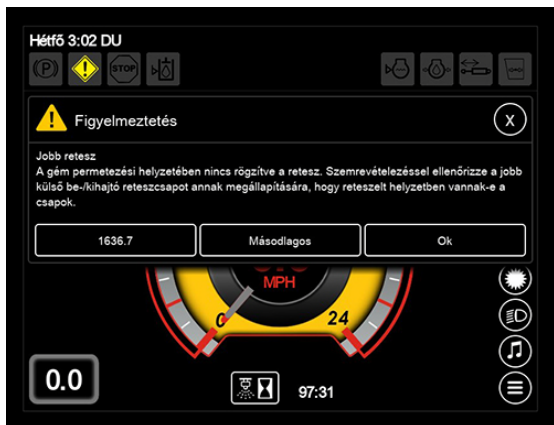 Hétfő 3:02 DU
(P)
STOP
Figyelmeztetés
X
Jobb retesz
A gém permetezési helyzetében nincs rögzítve a retesz. Szemrevételezéssel ellenőrizze a jobb
külső be-/kihajtó reteszcsapot annak megállapítására, hogy reteszelt helyzetben vannak-e a
csapok.
1636.7 Másodlagos Ok
MPH
0 24
0.0 97:31